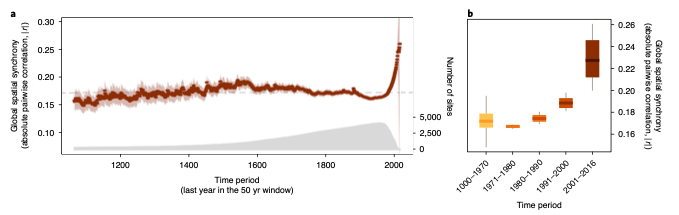 a
Global spatial synchrony
(absolute pairwise correlation, |r|)
0.30
0.25
0.20
0.15
0.10
5,000
2,500
0
Number of sites
1200
1400
1600
1800
2000
Time period
(last year in the 50 yr window)
b
0.26
0.24
0.22
0.20
0.18
0.16
Global spatial synchrony
(absolute pairwise correlation, |r|)
1000–1970
1971–1980
1980–1990
1991–2000
2001–2016
Time period